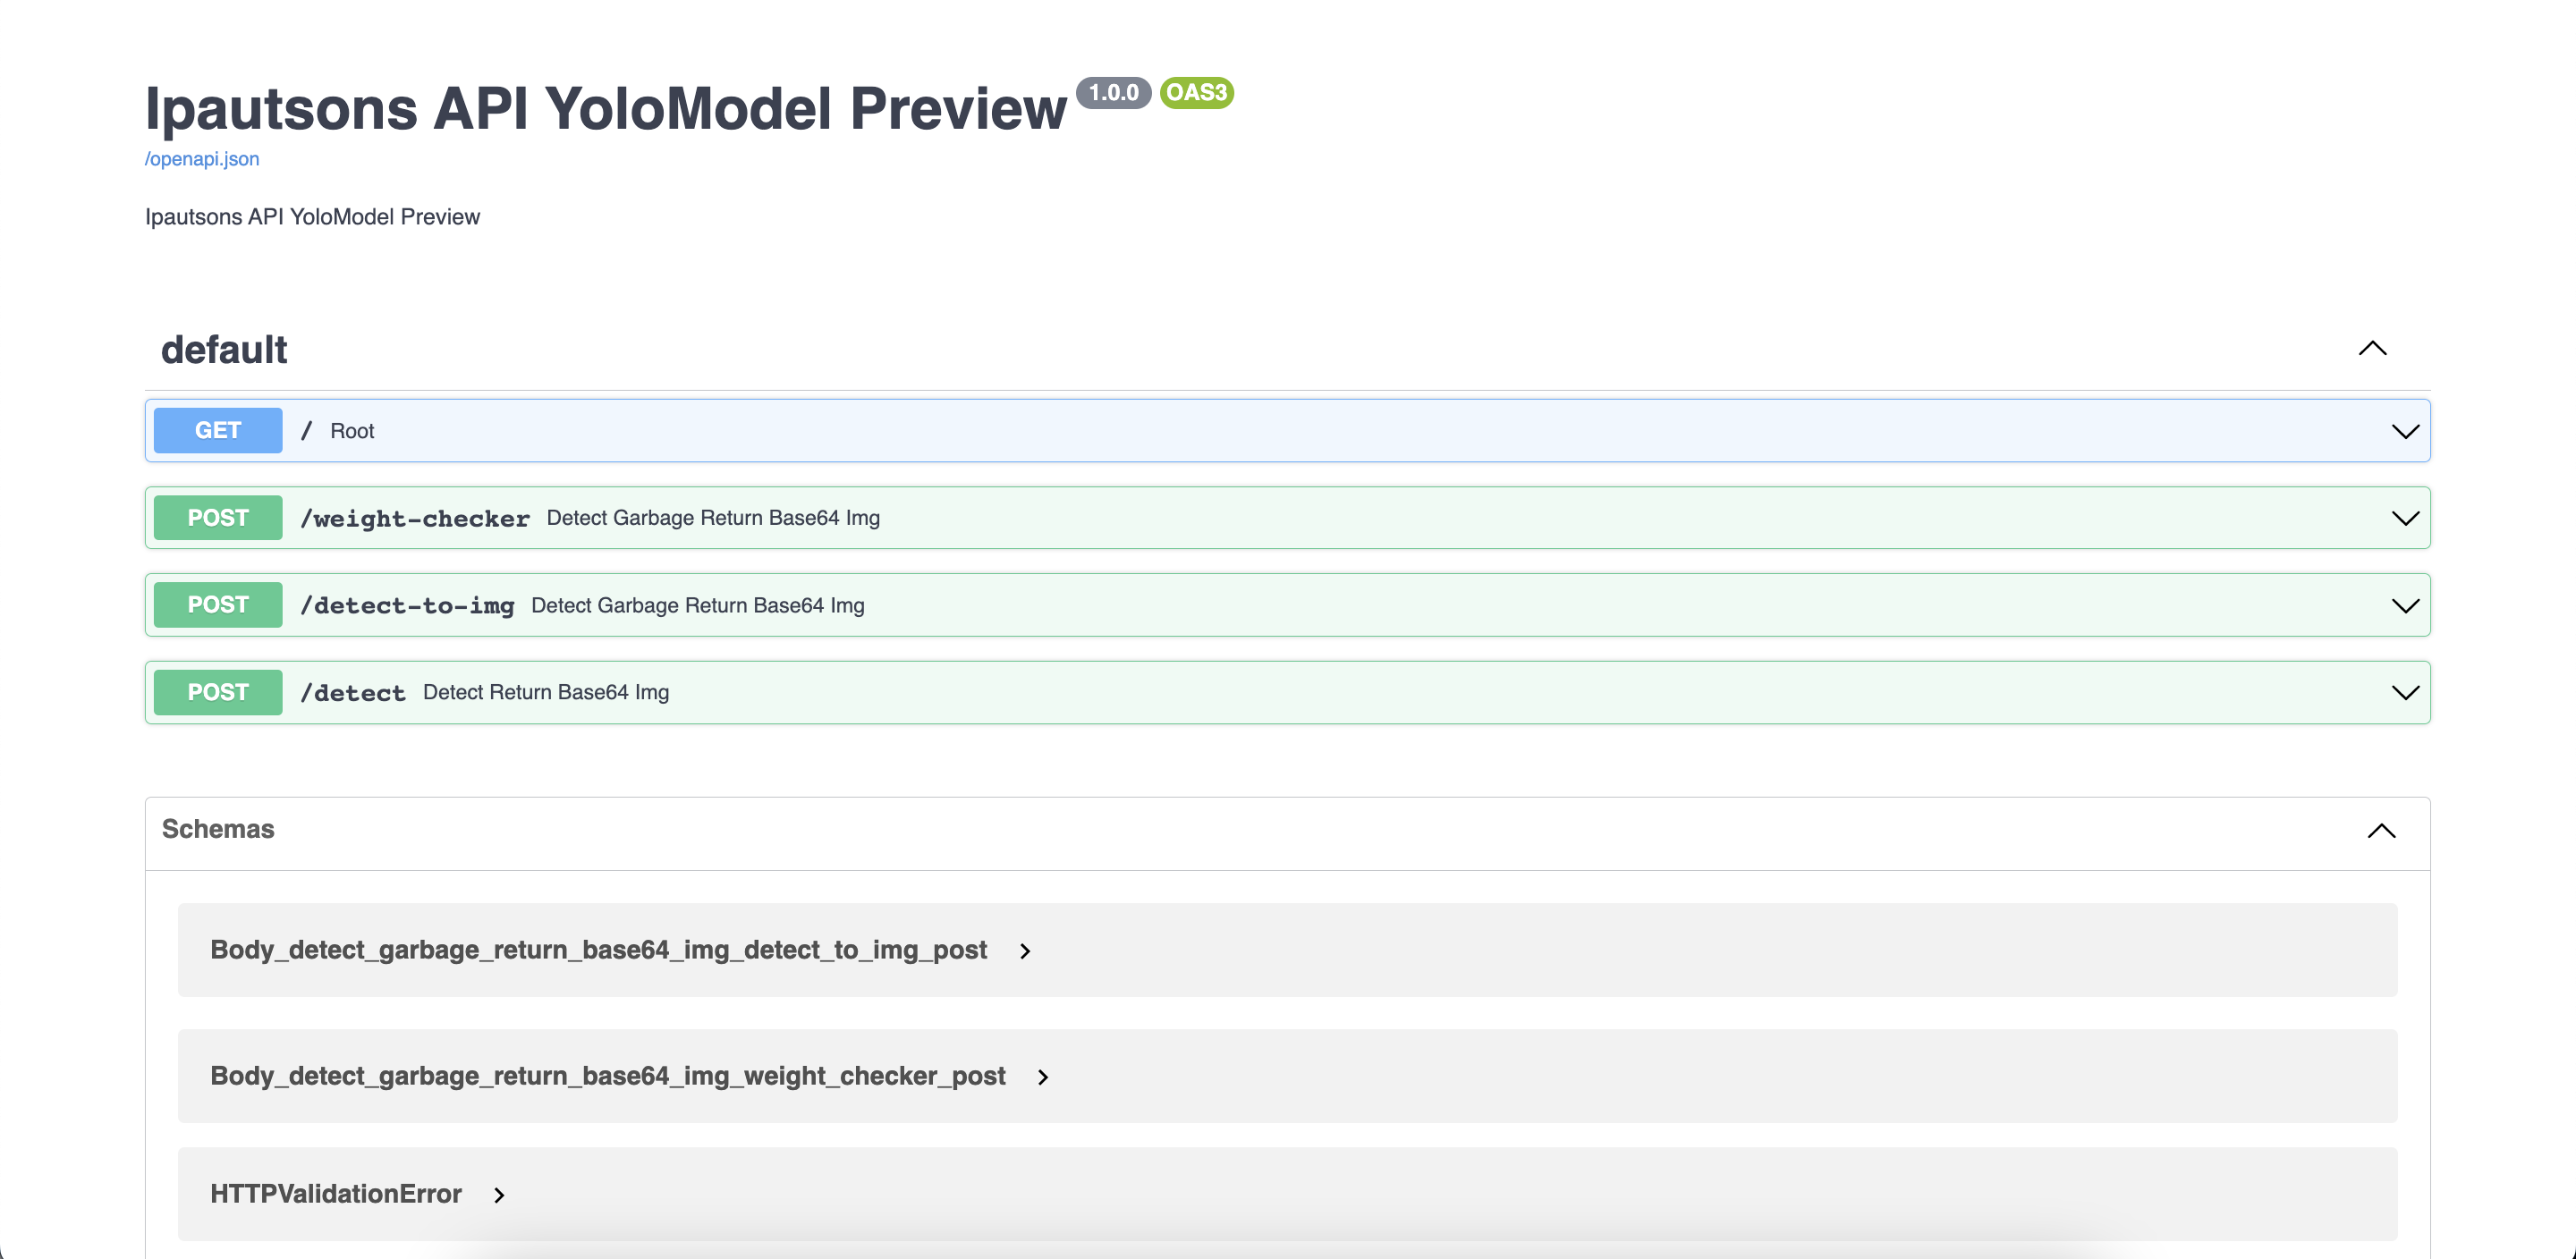 Ipautsons API YoloModel Preview 1.0.0 OAS3
/openapi.json
Ipautsons API YoloModel Preview
default
GET / Root
POST /weight-checker Detect Garbage Return Base64 Img
POST /detect-to-img Detect Garbage Return Base64 Img
POST /detect Detect Return Base64 Img
Schemas
Body_detect_garbage_return_base64_img_detect_to_img_post
Body_detect_garbage_return_base64_img_weight_checker_post
HTTPValidationError